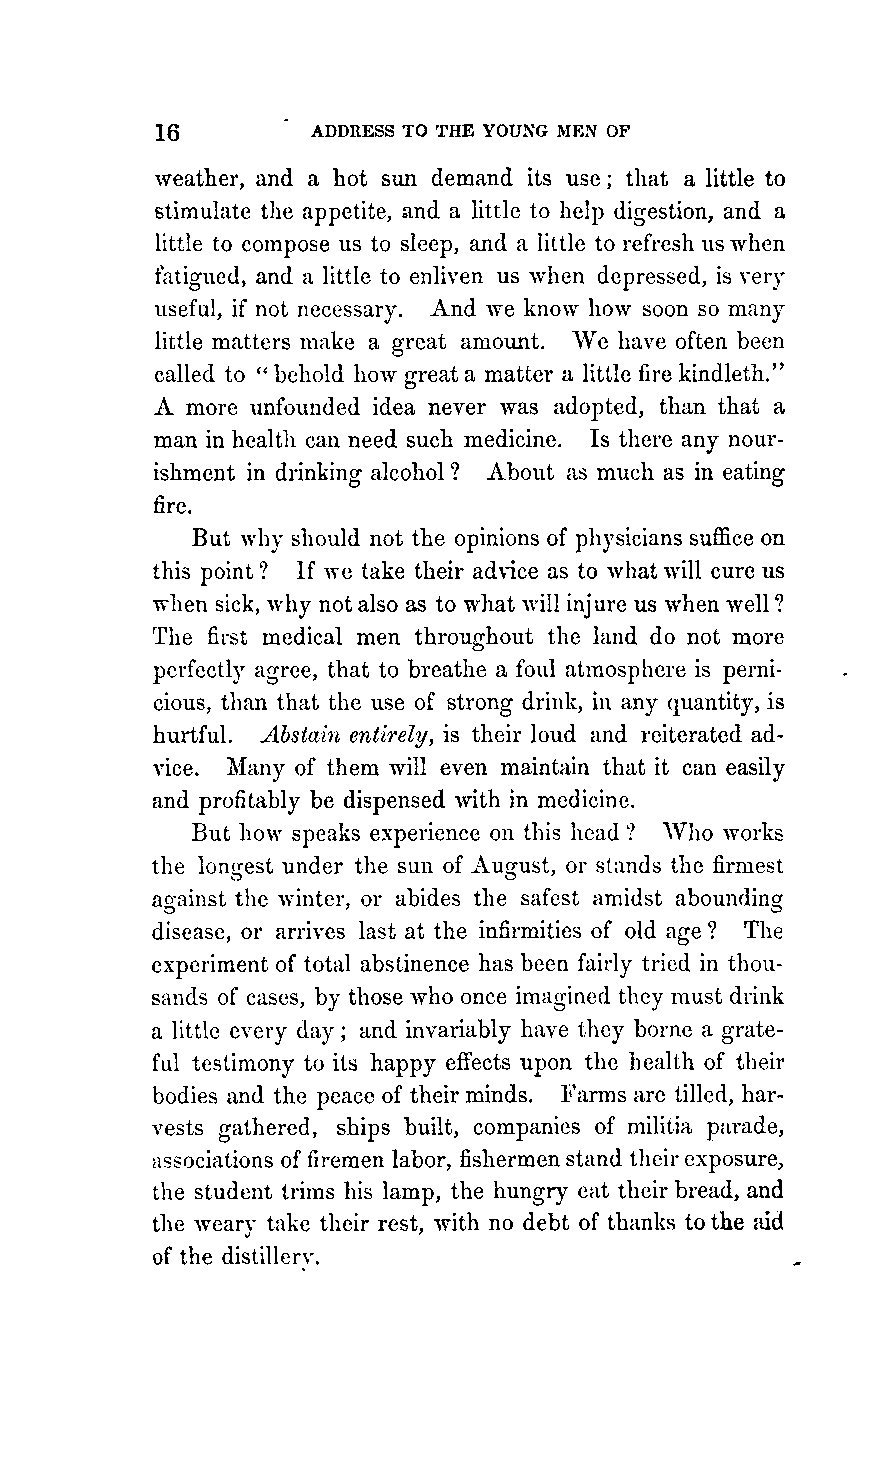 16 ADDRESS TO THE YOUNG MEN OF
weather, and a hot sun demand its use; that a little to
stimulate the appetite, and a little to help digestion, and a
little to compose us to sleep, and a little to refresh us when
fatigued, and a little to enliven us when depressed, is very
useful, if not necessary. And we know how soon so many
little matters make a great amount. We have often been
called to "behold how great a matter a little fire kindleth."
A more unfounded idea never was adopted, than that a
man in health can need such medicine. Is there any nour-
ishment in drinking alcohol? About as much as in eating
fire.
But why should not the opinions of physicians suffice on
this point? If we take their advice as to what will cure us
when sick, why not also as to what will injure us when well?
The first medical men throughout the land do not more
perfectly agree, that to breathe a foul atmosphere is perni-
cious, than that the use of strong drink, in any quantity, is
hurtful. Abstain entirely, is their loud and reiterated ad-
vice. Many of them will even maintain that it can easily
and profitably be dispensed with in medicine.
But how speaks experience on this head? Who works
the longest under the sun of August, or stands the firmest
against the winter, or abides the safest amidst abounding
disease, or arrives last at the infirmities of old age? The
experiment of total abstinence has been fairly tried in thou-
sands of cases, by those who once imagined they must drink
a little every day; and invariably have they borne a grate-
ful testimony to its happy effects upon the health of their
bodies and the peace of their minds. Farms are tilled, har-
vests gathered, ships built, companies of militia parade,
associations of firemen labor, fishermen stand their exposure,
the student trims his lamp, the hungry eat their bread, and
the weary take their rest, with no debt of thanks to the aid
of the distillery.